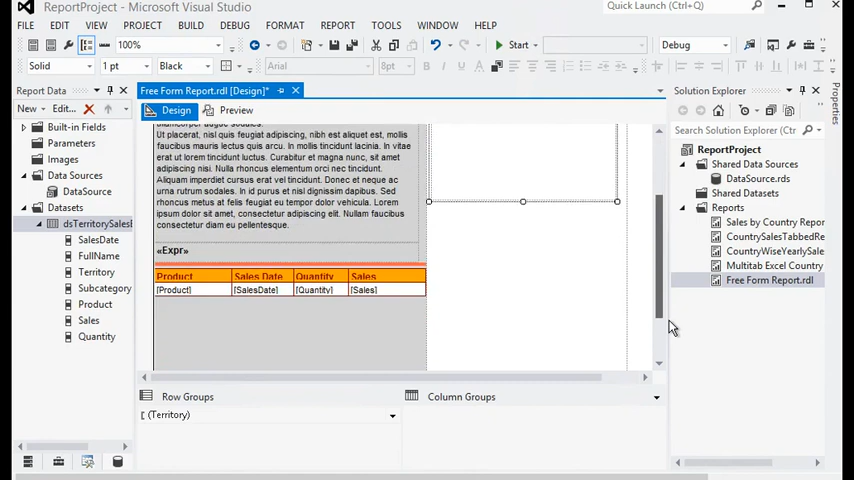 ReportProject - Microsoft Visual Studio
Quick Launch (Ctrl+Q)
FILE EDIT VIEW PROJECT BUILD DEBUG FORMAT REPORT TOOLS WINDOW HELP
100% Start Debug
Solid 1 pt Black Arial 8pt
Report Data
New Edit...
Built-in Fields
Parameters
Images
Data Sources
DataSource
Datasets
dsTerritorySalesE
SalesDate
FullName
Territory
Subcategory
Product
Sales
Quantity
Free Form Report.rdl [Design]*
Design Preview
Ut placerat, nisl quis feugiat adipiscing, nibh est aliquet est, mollis
faucibus mauris lectus quis arcu. In mollis tincidunt lacinia. In vitae
erat ut lorem tincidunt luctus. Curabitur et magna nunc, sit amet
adipiscing elit. Nulla rhoncus elementum orci nec tincidunt.
Aliquam imperdiet cursus erat vel tincidunt. Donec et neque ac
urna rutrum sodales. In id purus et nisl dignissim dapibus. Lorem
rhoncus metus at felis feugiat eu tempor dolor vehicula. Lorem
ipsum dolor sit amet, consectetur adipiscing elit. Nullam faucibus
consectetur diam eu pellentesque.
«Expr»
Product Sales Date Quantity Sales
[Product] [SalesDate] [Quantity] [Sales]
Row Groups
Column Groups
(Territory)
Solution Explorer
Search Solution Explorer (Ctrl
ReportProject
Shared Data Sources
DataSource.rds
Shared Datasets
Reports
Sales by Country Repor
CountrySalesTabbedRe
CountryWiseYearlySale
Multitab Excel Country
Free Form Report.rdl
Properties